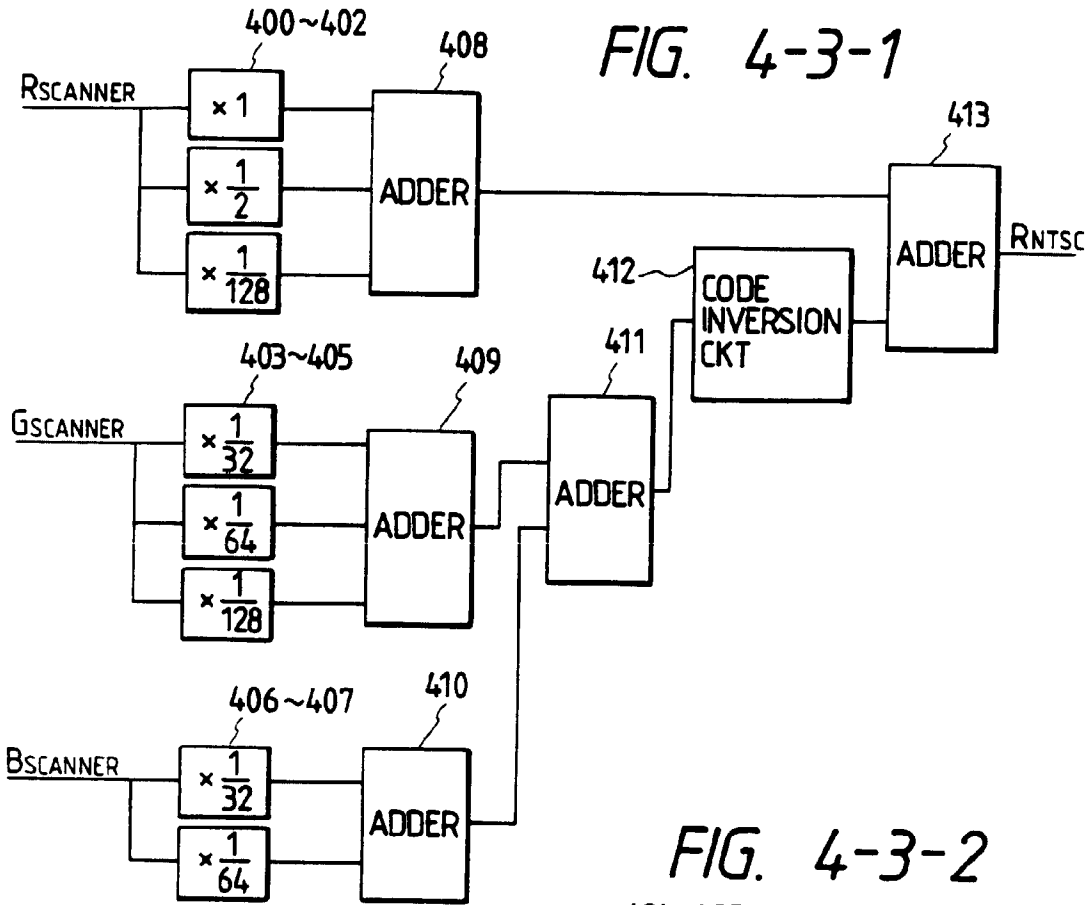 FIG. 4-3-1
400~402
408
RSCANNER
× 1
× 1/2
× 1/128
ADDER
413
ADDER
RNTSC
412
CODE
INVERSION
CKT
403~405
409
411
GSCANNER
× 1/32
× 1/64
× 1/128
ADDER
ADDER
406~407
410
BSCANNER
× 1/32
× 1/64
ADDER
FIG. 4-3-2